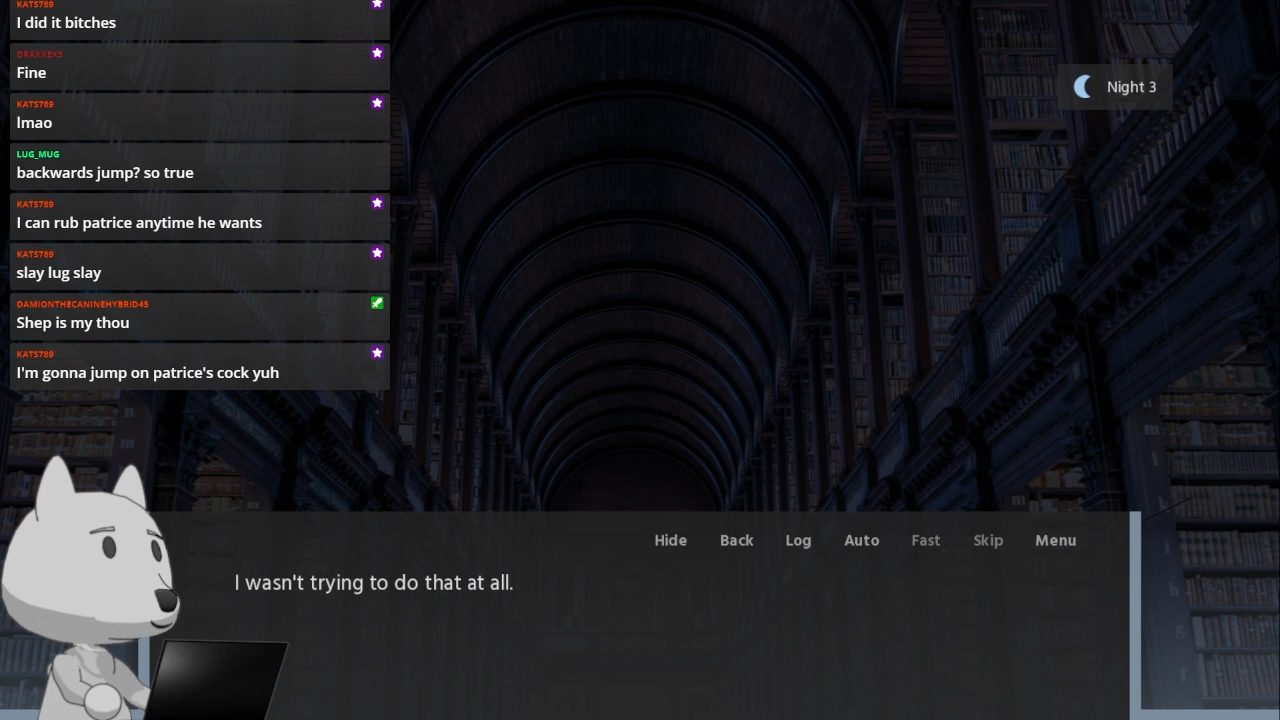 KATS789
I did it bitches
DRAXXEX5
Fine
KATS789
lmao
LUG_MUG
backwards jump? so true
KATS789
I can rub patrice anytime he wants
KATS789
slay lug slay
DAMIONTHECANINEHYBRID45
Shep is my thou
KATS789
I'm gonna jump on patrice's cock yuh
Night 3
Hide Back Log Auto Fast Skip Menu
I wasn't trying to do that at all.